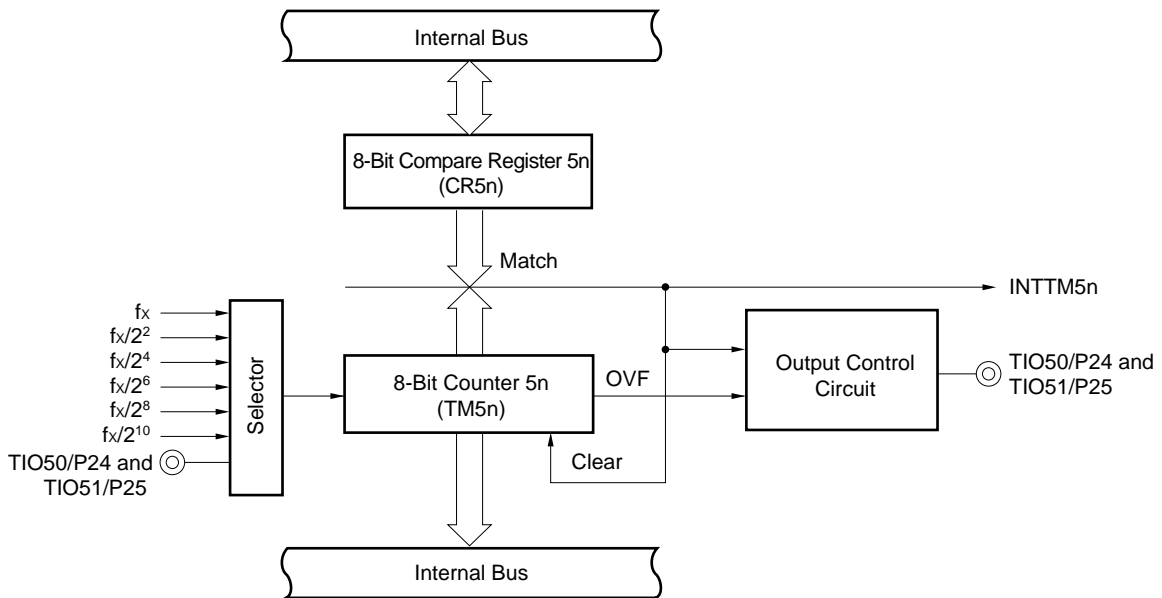 Internal Bus
8-Bit Compare Register 5n
(CR5n)
Match
INTTM5n
fX
fX/2²
fX/2⁴
fX/2⁶
fX/2⁸
fX/2¹⁰
TIO50/P24 and
TIO51/P25
Selector
8-Bit Counter 5n
(TM5n)
OVF
Clear
Output Control
Circuit
TIO50/P24 and
TIO51/P25
Internal Bus